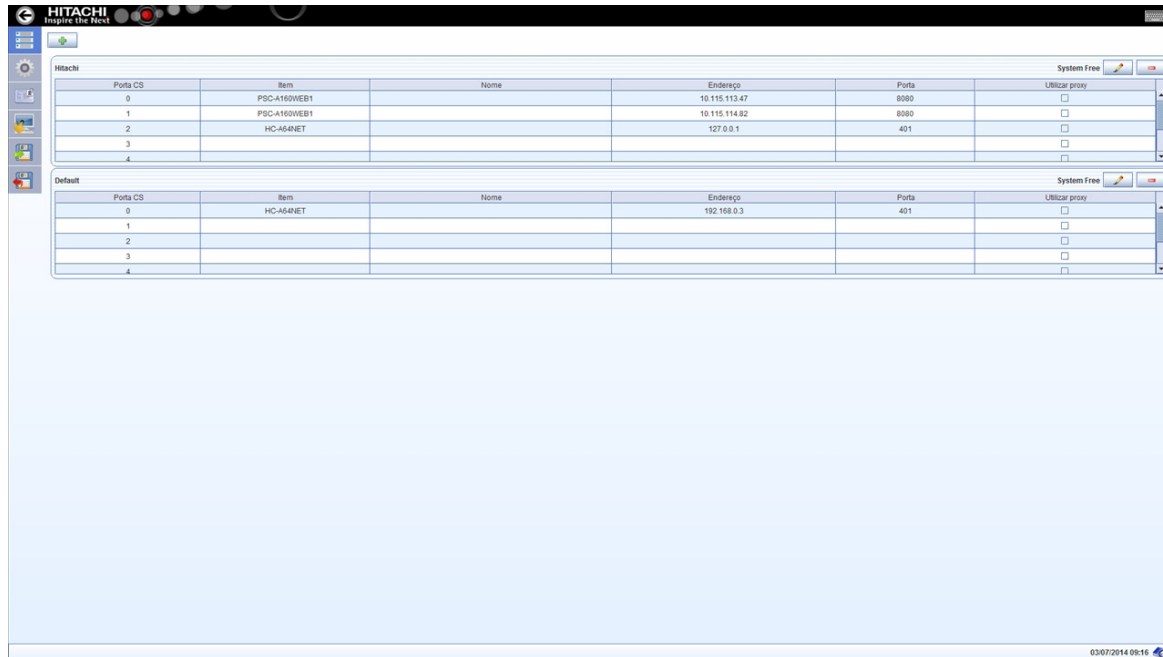 HITACHI
Inspire the Next
Hitachi System Free
Porta CS Item Nome Endereço Porta Utilizar proxy
0 PSC-A160WEB1 10.115.113.47 8080
1 PSC-A160WEB1 10.115.114.82 8080
2 HC-A64NET 127.0.0.1 401
3
4
Default System Free
Porta CS Item Nome Endereço Porta Utilizar proxy
0 HC-A64NET 192.168.0.3 401
1
2
3
4
03/07/2014 09:16